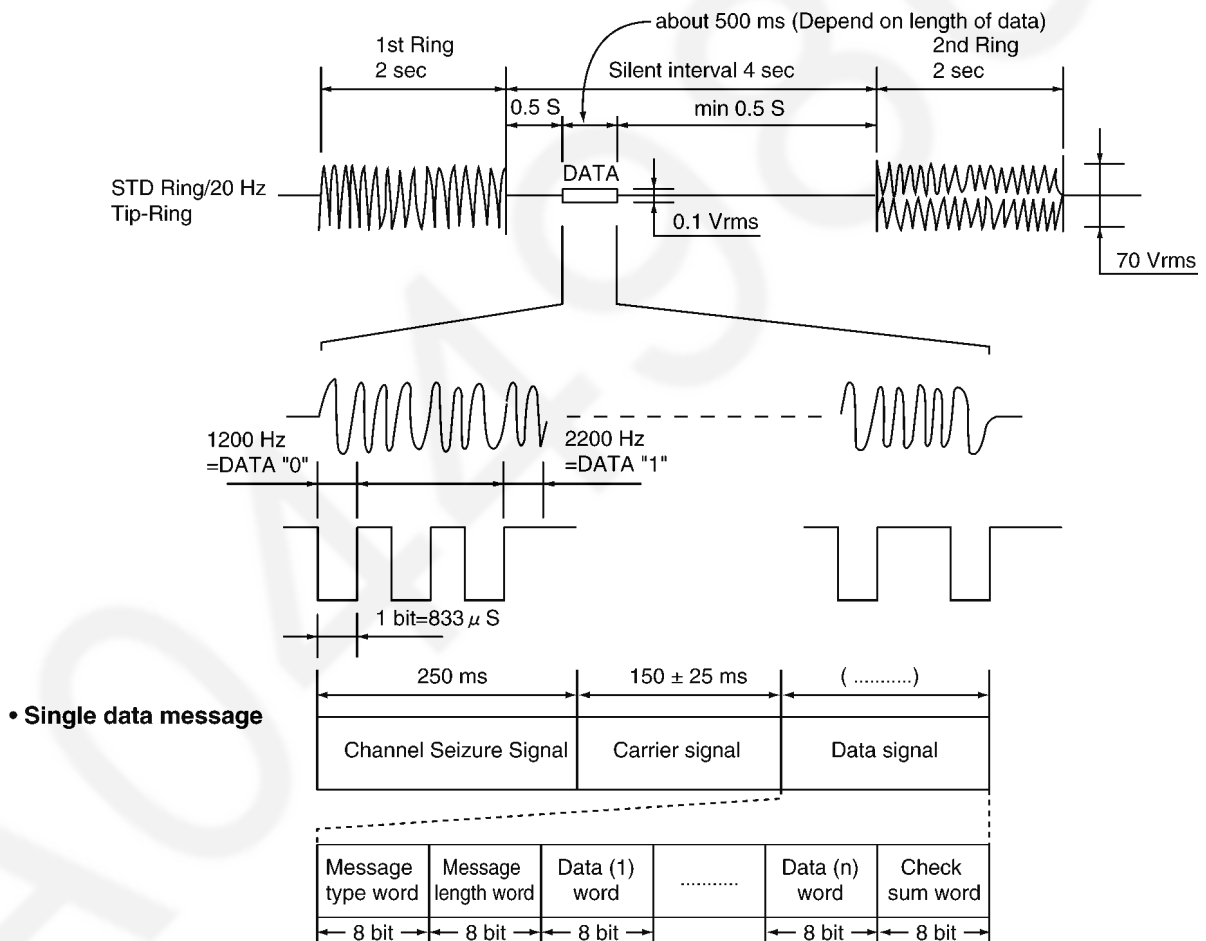 about 500 ms (Depend on length of data)
1st Ring
2 sec
Silent interval 4 sec
2nd Ring
2 sec
0.5 S
min 0.5 S
STD Ring/20 Hz
Tip-Ring
DATA
0.1 Vrms
70 Vrms
1200 Hz
=DATA "0"
2200 Hz
=DATA "1"
1 bit=833 μ S
• Single data message
250 ms
150 ± 25 ms
( ...........)
Channel Seizure Signal
Carrier signal
Data signal
Message
type word
Message
length word
Data (1)
word
...........
Data (n)
word
Check
sum word
8 bit
8 bit
8 bit
8 bit
8 bit